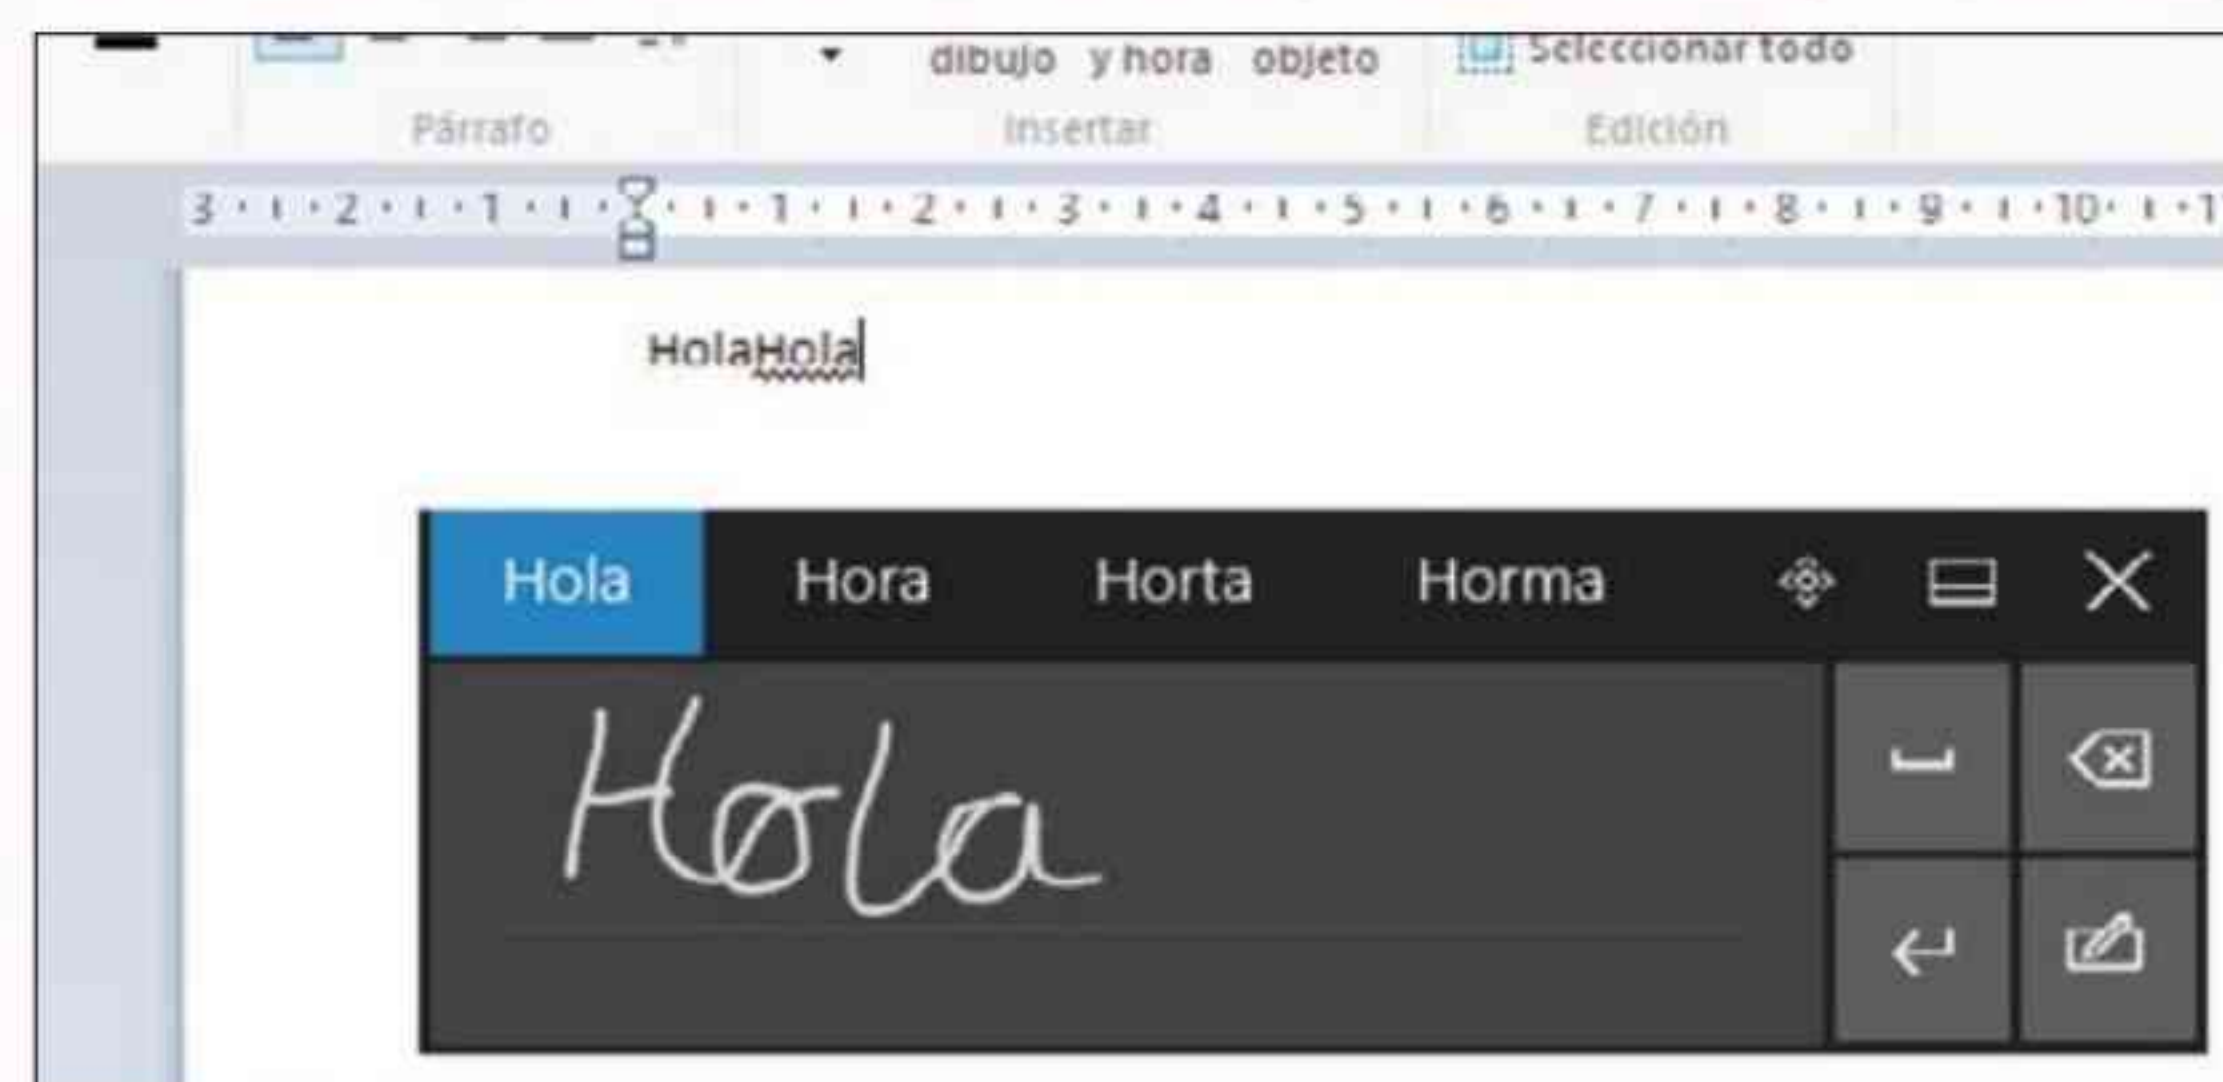 dibujo y hora objeto Seleccionar todo
Párrafo Insertar Edición
3 2 1 1 2 3 4 5 6 7 8 9 10 1
HolaHola
Hola Hora Horta Horma
Hola